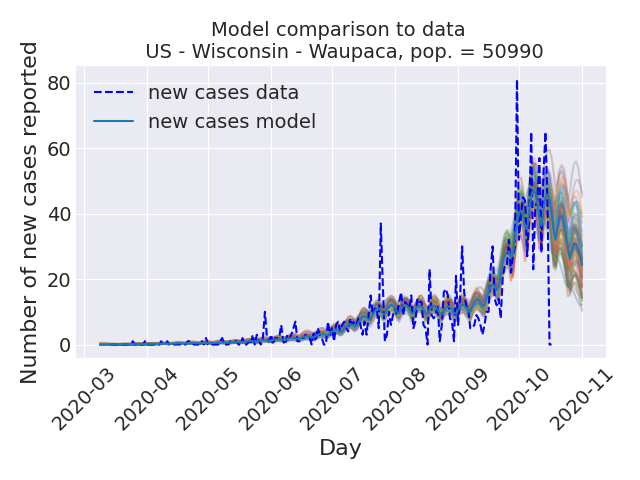 Model comparison to data
US - Wisconsin - Waupaca, pop. = 50990
Number of new cases reported
80
60
40
20
0
new cases data
new cases model
2020-03
2020-04
2020-05
2020-06
2020-07
2020-08
2020-09
2020-10
2020-11
Day